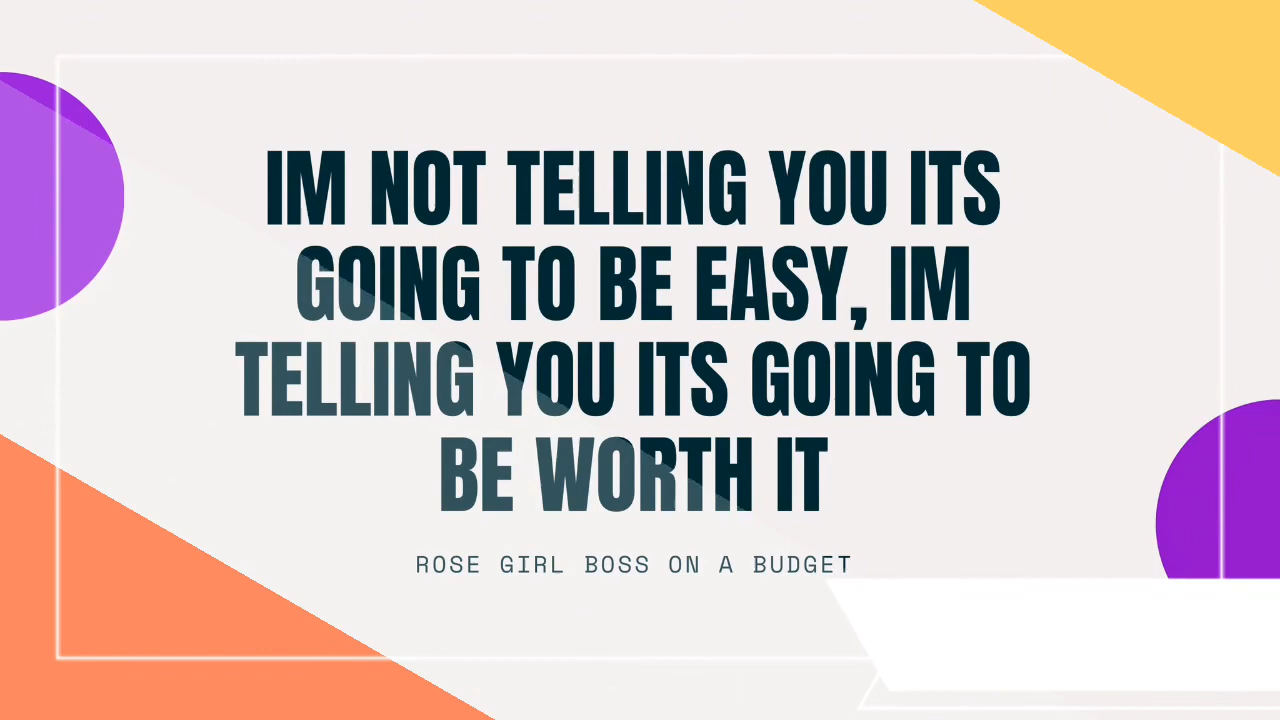 IM NOT TELLING YOU ITS
GOING TO BE EASY, IM
TELLING YOU ITS GOING TO
BE WORTH IT
ROSE GIRL BOSS ON A BUDGET